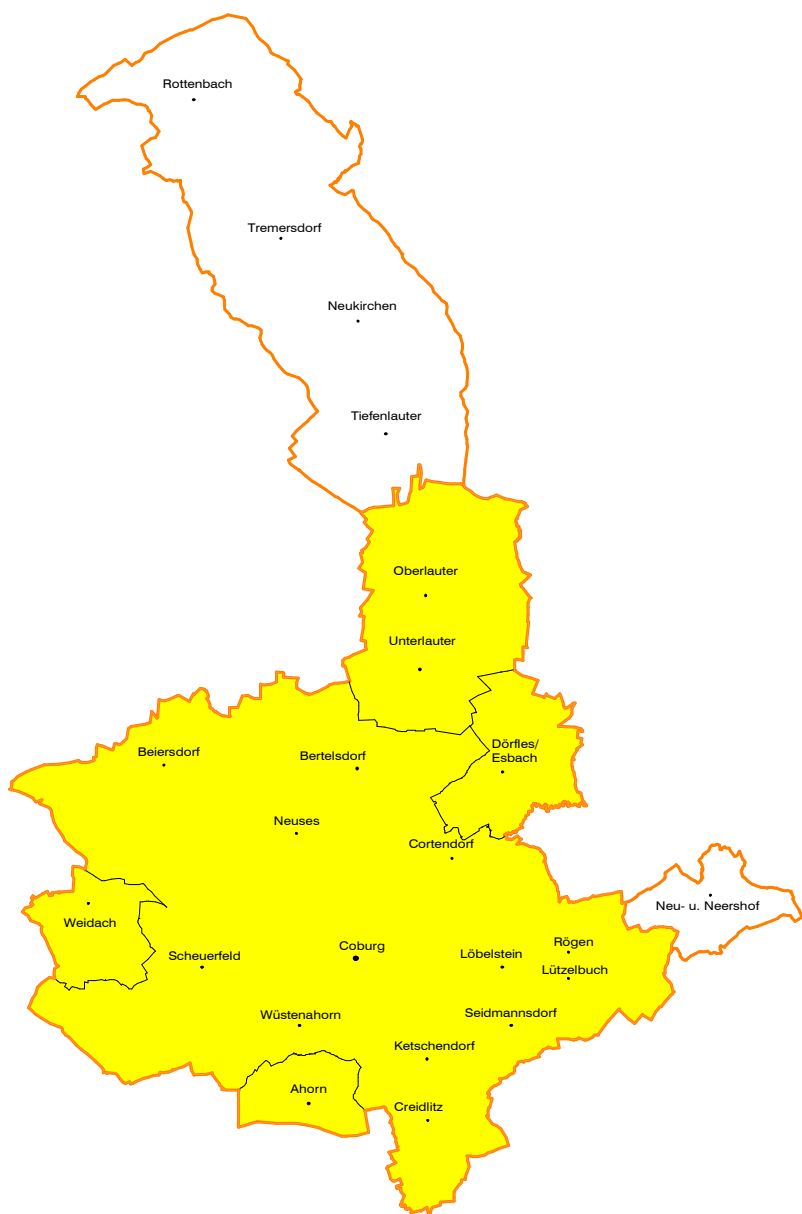 Rottenbach
Tremersdorf
Neukirchen
Tiefenlauter
Oberlauter
Unterlauter
Beiersdorf
Bertelsdorf
Dörfles/
Esbach
Neuses
Cortendorf
Weidach
Neu- u. Neershof
Scheuerfeld
Coburg
Löbelstein
Rögen
Lützelbuch
Wüstenahorn
Seidmannsdorf
Ketschendorf
Ahorn
Creidlitz